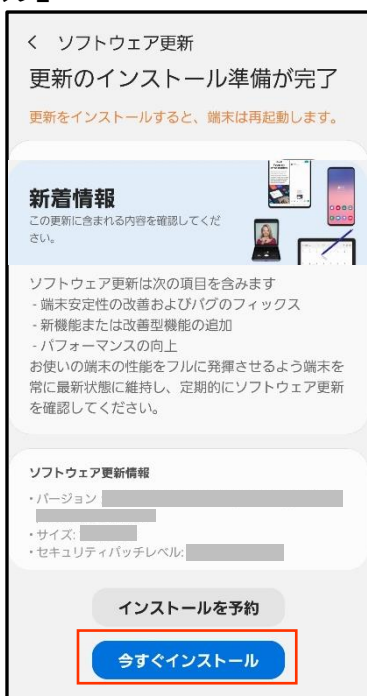 < ソフトウェア更新
更新のインストール準備が完了
更新をインストールすると、端末は再起動します。
新着情報
この更新に含まれる内容を確認してくだ
さい。
ソフトウェア更新は次の項目を含みます
- 端末安定性の改善およびバグのフィックス
- 新機能または改善型機能の追加
- パフォーマンスの向上
お使いの端末の性能をフルに発揮させるよう端末を
常に最新状態に維持し、定期的にソフトウェア更新
を確認してください。
ソフトウェア更新情報
・バージョン :
・サイズ:
・セキュリティパッチレベル:
インストールを予約
今すぐインストール